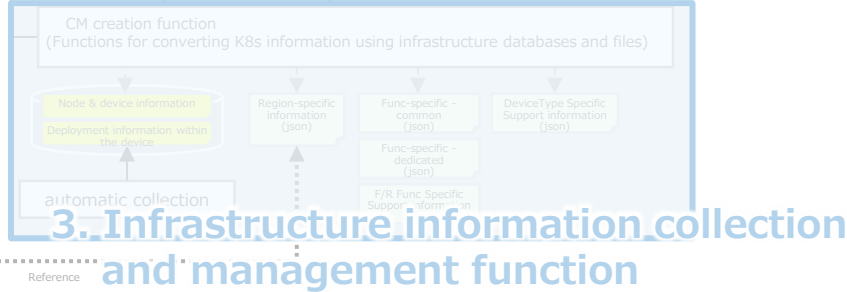 CM creation function
(Functions for converting K8s information using infrastructure databases and files)
Node & device information
Deployment information within
the device
Region-specific
information
(json)
Func-specific -
common
(json)
DeviceType Specific
Support information
(json)
Func-specific -
dedicated
(json)
F/R Func Specific
Support information
automatic collection
3. Infrastructure information collection
and management function
Reference